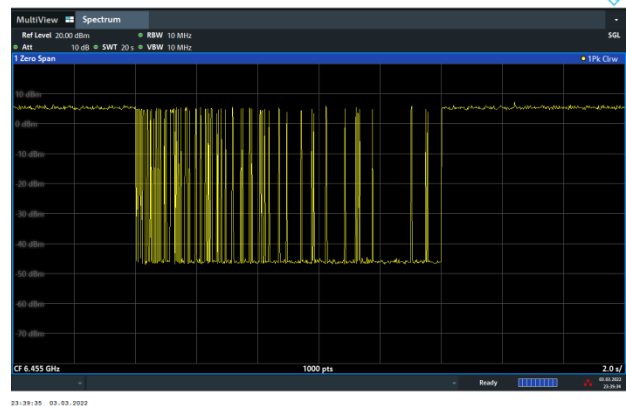 MultiView Spectrum
Ref Level 20.00 dBm RBW 10 MHz SGL
Att 10 dB SWT 20 s VBW 10 MHz
1 Zero Span 1Pk Clrw
10 dBm
0 dBm
-10 dBm
-20 dBm
-30 dBm
-40 dBm
-50 dBm
-60 dBm
-70 dBm
CF 6.455 GHz 1000 pts 2.0 s/
Ready 03.03.2022
23:39:34
23:39:35 03.03.2022